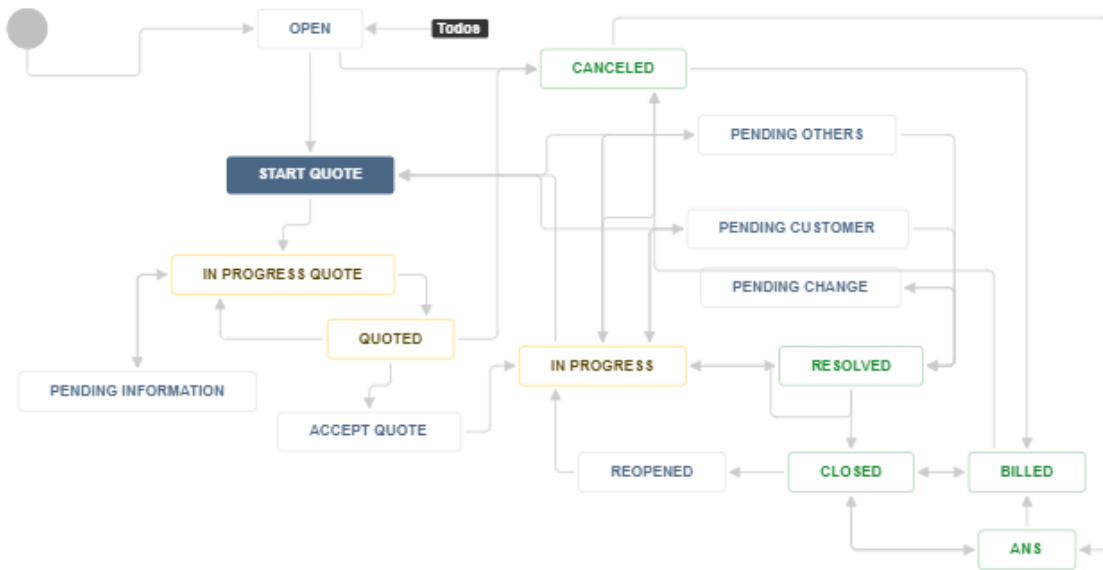 OPEN
Todos
CANCELED
PENDING OTHERS
START QUOTE
PENDING CUSTOMER
IN PROGRESS QUOTE
PENDING CHANGE
QUOTED
IN PROGRESS
RESOLVED
PENDING INFORMATION
ACCEPT QUOTE
REOPENED
CLOSED
BILLED
ANS